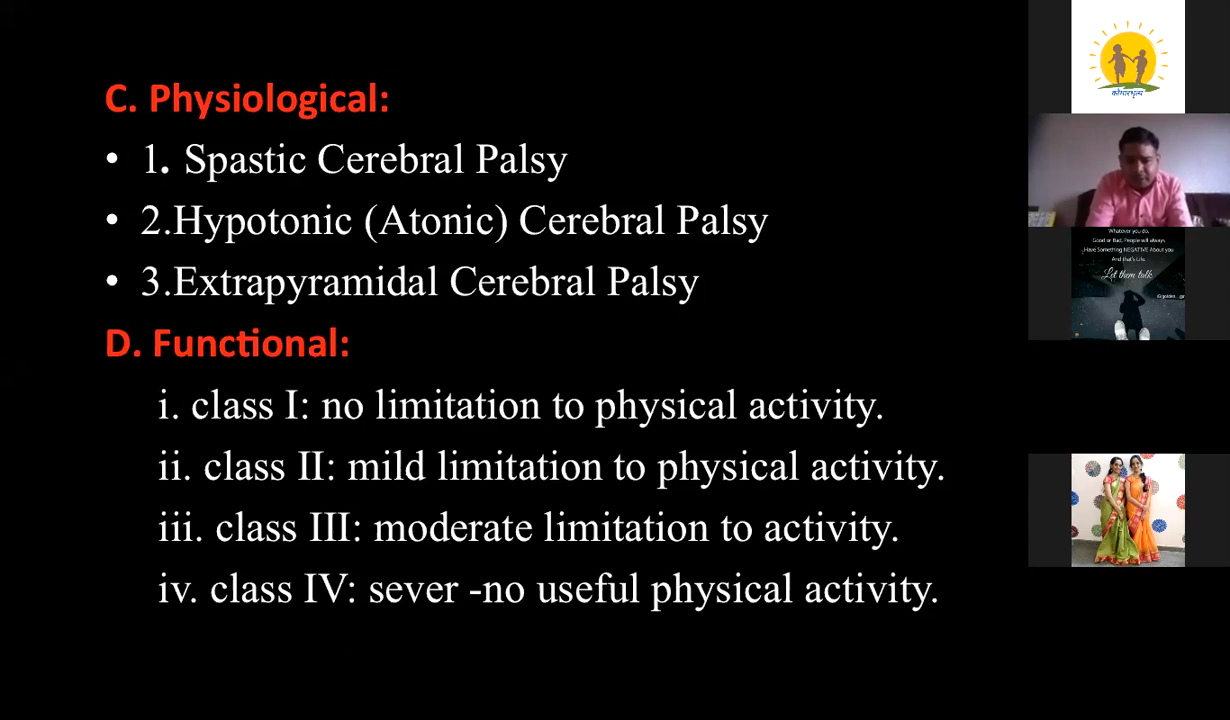 C. Physiological:
• 1. Spastic Cerebral Palsy
• 2.Hypotonic (Atonic) Cerebral Palsy
• 3.Extrapyramidal Cerebral Palsy
D. Functional:
i. class I: no limitation to physical activity.
ii. class II: mild limitation to physical activity.
iii. class III: moderate limitation to activity.
iv. class IV: sever -no useful physical activity.
कौमारभृत्य
Whatever you do,
Good or Bad, People will always,
Have Something NEGATIVE About you
And that's Life.
Let them talk